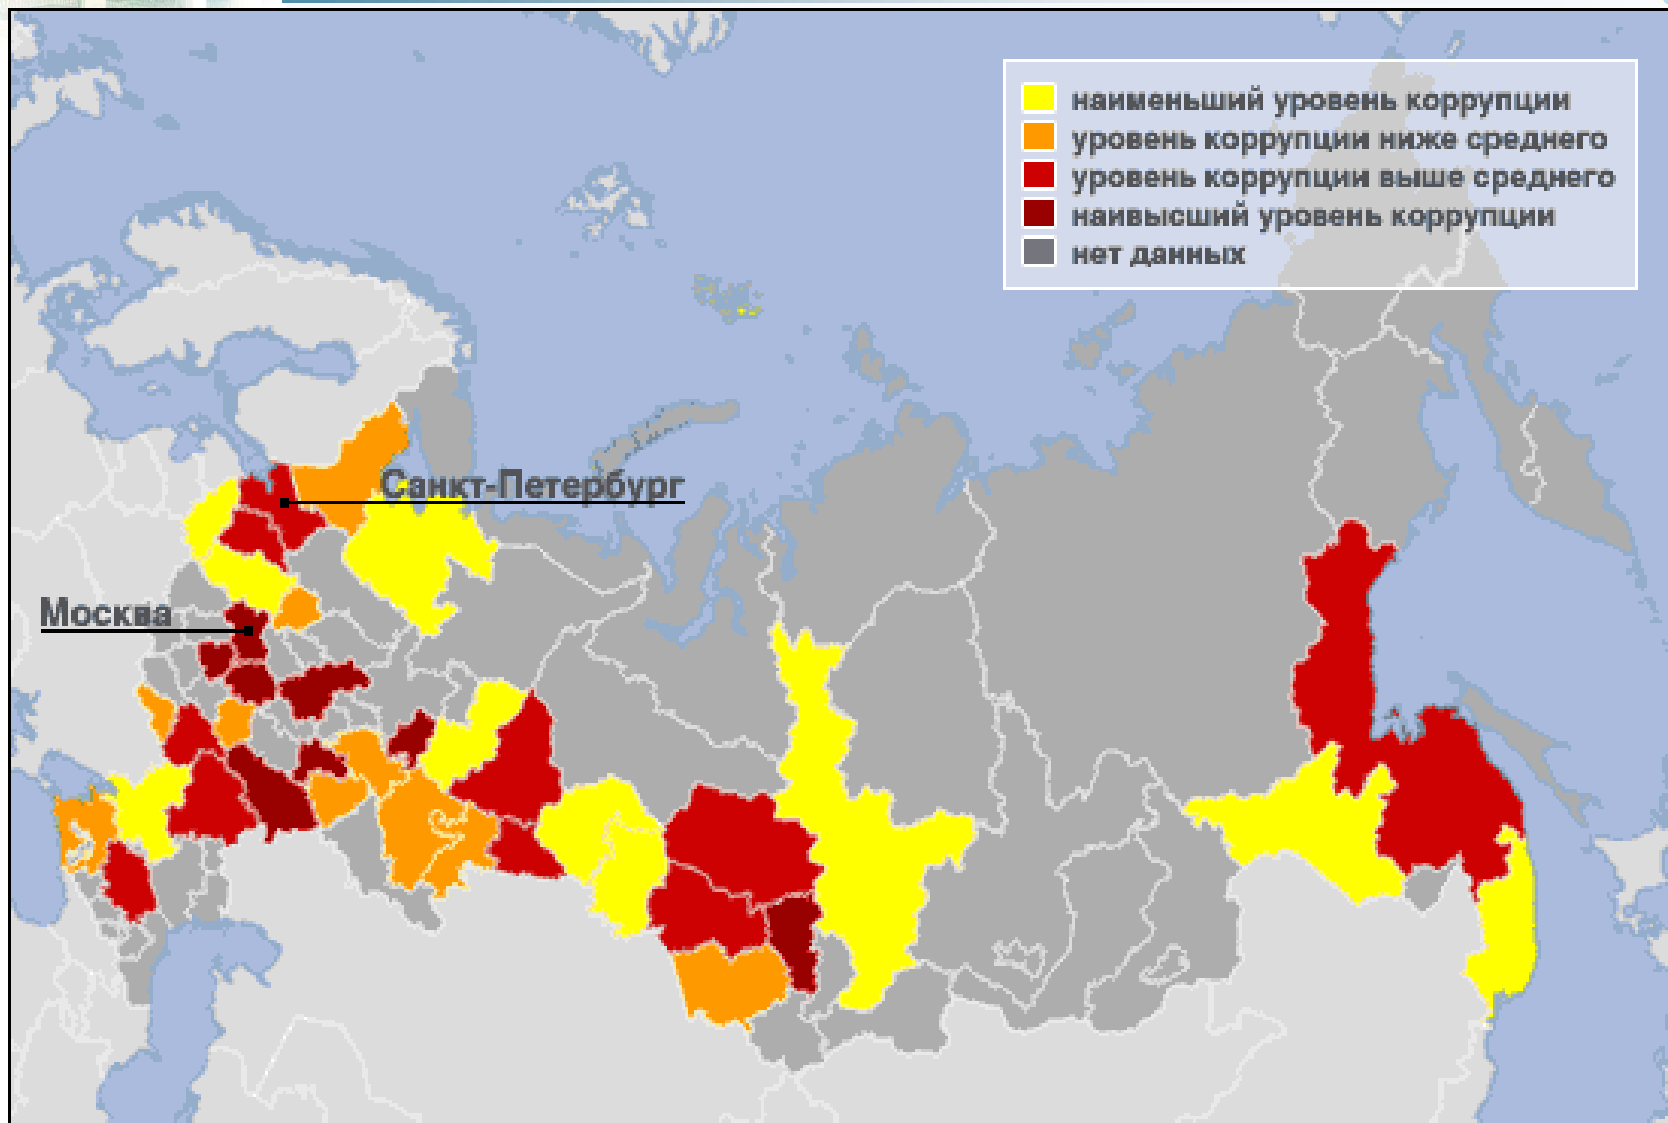 наименьший уровень коррупции
уровень коррупции ниже среднего
уровень коррупции выше среднего
наивысший уровень коррупции
нет данных
Санкт-Петербург
Москва